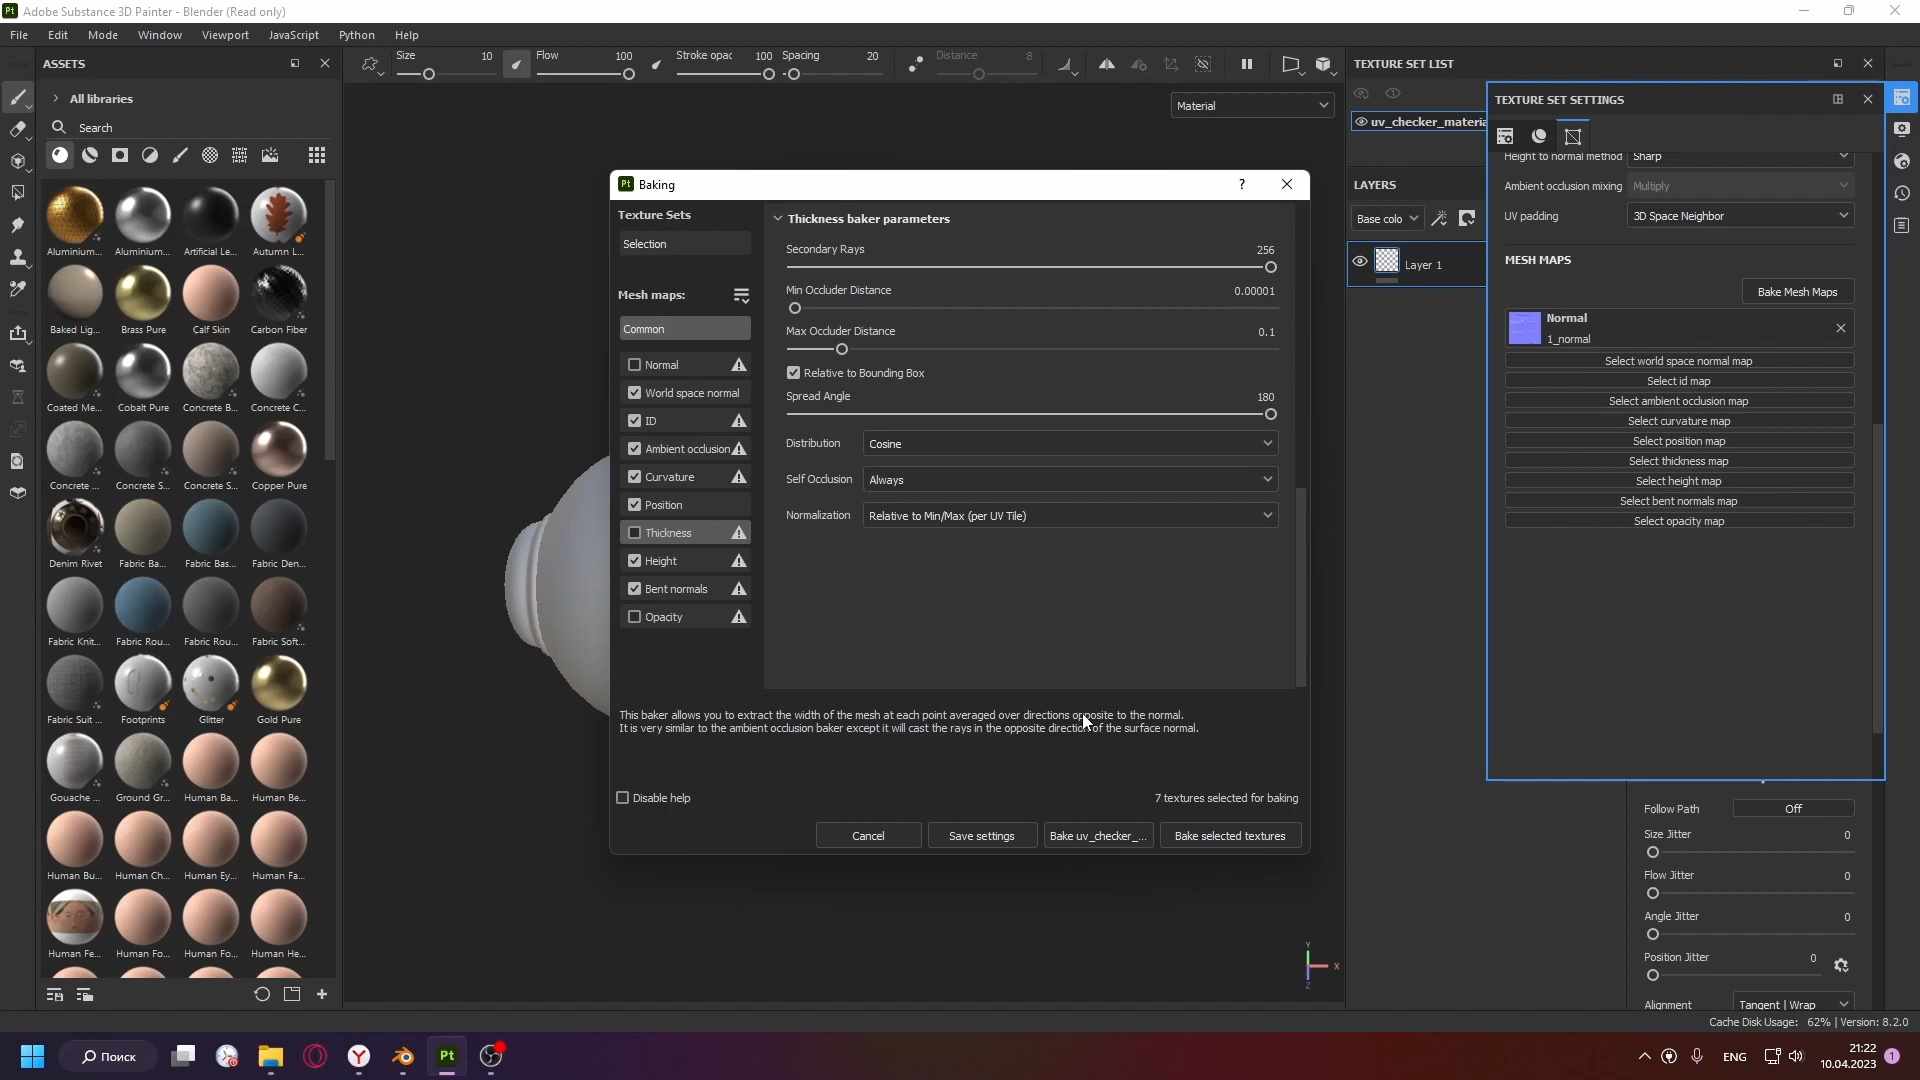 Adobe Substance 3D Painter - Blender (Read only)
File Edit Mode Window Viewport JavaScript Python Help
ASSETS
All libraries
Search
Aluminium... Aluminium... Artificial Le... Autumn L...
Baked Lig... Brass Pure Calf Skin Carbon Fiber
Coated Me... Cobalt Pure Concrete B... Concrete C...
Concrete ... Concrete S... Concrete S... Copper Pure
Denim Rivet Fabric Ba... Fabric Bas... Fabric Den...
Fabric Knit... Fabric Rou... Fabric Rou... Fabric Soft...
Fabric Suit ... Footprints Glitter Gold Pure
Gouache ... Ground Gr... Human Ba... Human Be...
Human Bu... Human Ch... Human Ey... Human Fa...
Human Fe... Human Fo... Human Fo... Human He...
Size 10 Flow 100 Stroke opac 100 Spacing 20 Distance 8
Material
Baking
?
Texture Sets
Selection
Mesh maps:
Common
Normal
World space normal
ID
Ambient occlusion
Curvature
Position
Thickness
Height
Bent normals
Opacity
Thickness baker parameters
Secondary Rays 256
Min Occluder Distance 0.00001
Max Occluder Distance 0.1
Relative to Bounding Box
Spread Angle 180
Distribution Cosine
Self Occlusion Always
Normalization Relative to Min/Max (per UV Tile)
This baker allows you to extract the width of the mesh at each point averaged over directions opposite to the normal.
It is very similar to the ambient occlusion baker except it will cast the rays in the opposite direction of the surface normal.
Disable help
7 textures selected for baking
Cancel Save settings Bake uv_checker_... Bake selected textures
Y
X
Z
TEXTURE SET LIST
uv_checker_materia
LAYERS
Base colo
Layer 1
TEXTURE SET SETTINGS
Height to normal method Sharp
Ambient occlusion mixing Multiply
UV padding 3D Space Neighbor
MESH MAPS
Bake Mesh Maps
Normal
1_normal
Select world space normal map
Select id map
Select ambient occlusion map
Select curvature map
Select position map
Select thickness map
Select height map
Select bent normals map
Select opacity map
Follow Path Off
Size Jitter 0
Flow Jitter 0
Angle Jitter 0
Position Jitter 0
Alignment Tangent | Wrap
Cache Disk Usage: 62% | Version: 8.2.0
Pt
Поиск
ENG
21:22
10.04.2023
1